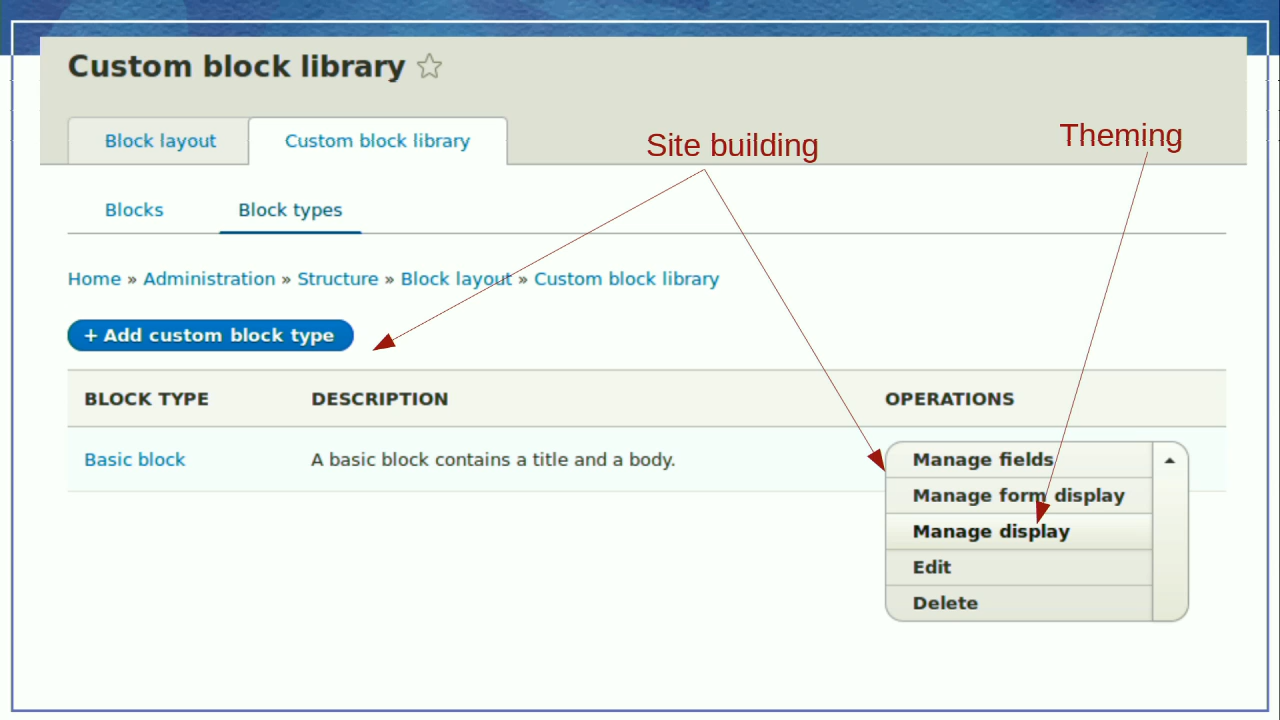 Custom block library
Block layout
Custom block library
Site building
Theming
Blocks
Block types
Home » Administration » Structure » Block layout » Custom block library
+ Add custom block type
BLOCK TYPE
DESCRIPTION
OPERATIONS
Basic block
A basic block contains a title and a body.
Manage fields
Manage form display
Manage display
Edit
Delete